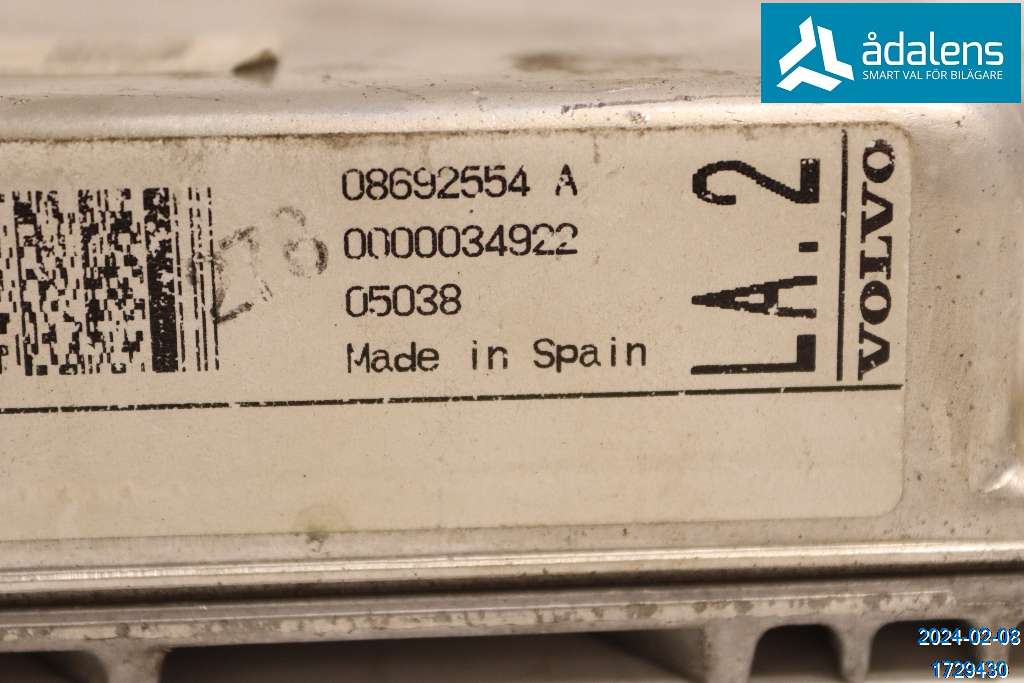 ådalens
SMART VAL FÖR BILÄGARE
08692554 A
0000034922
05038
Made in Spain
LA.2
VOLVO
2024-02-08
1729430